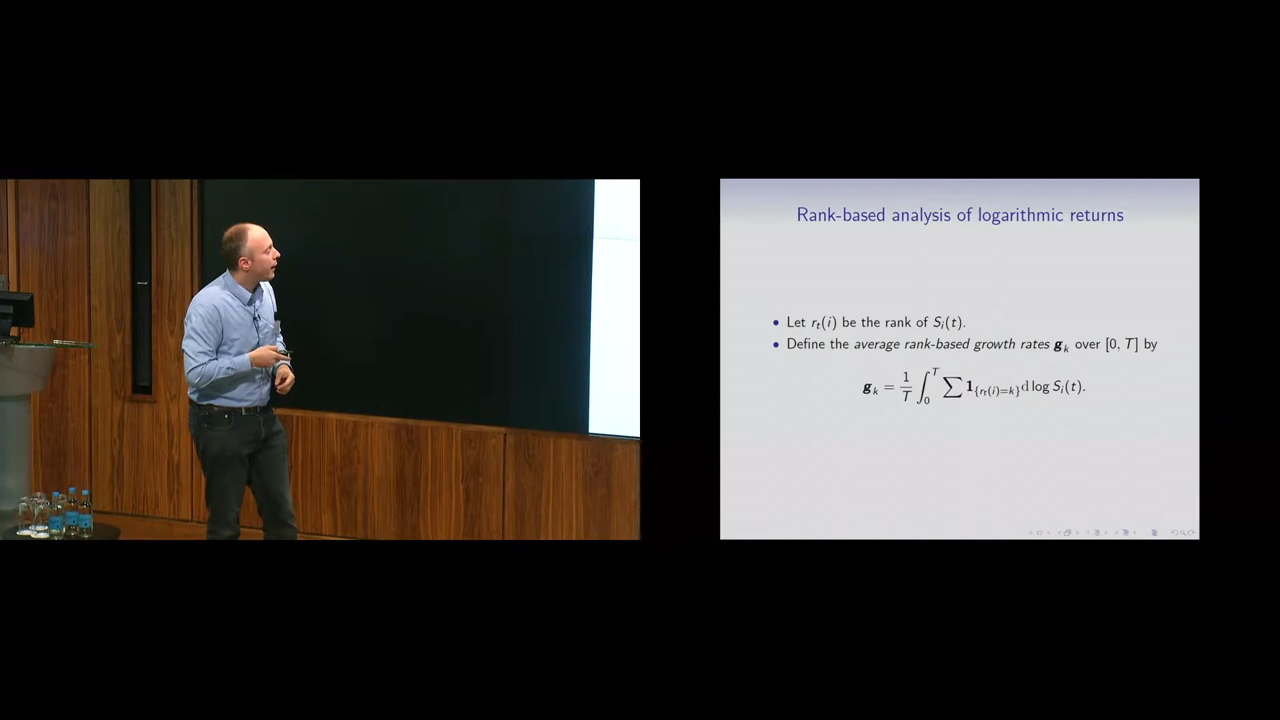 Rank-based analysis of logarithmic returns
• Let r_t(i) be the rank of S_i(t).
• Define the average rank-based growth rates g_k over [0, T] by
g_k = 1/T ∫_0^T ∑ 1_{r_t(i)=k} d log S_i(t).